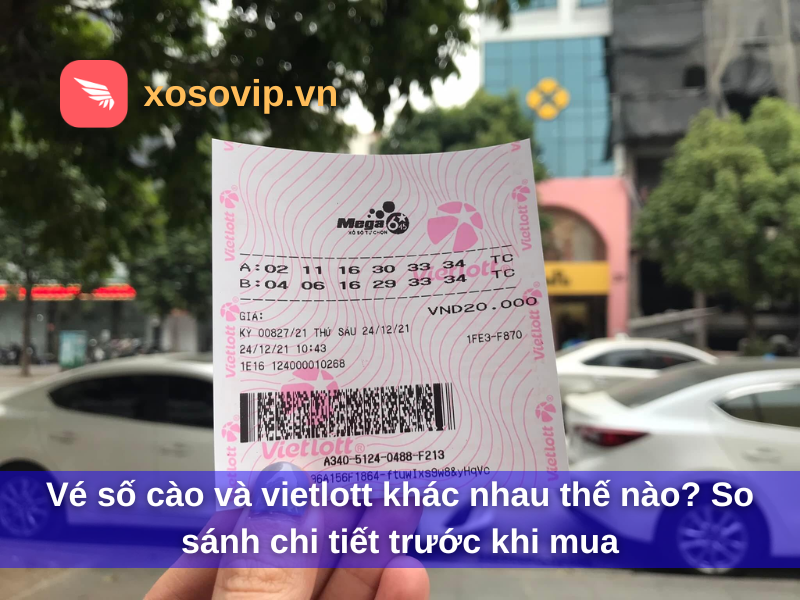 xosovip.vn
Vietlott
Mega 6/45
XỔ SỐ TỰ CHỌN
Vietlott
A:02 11 16 30 33 34 TC
B:04 06 16 29 33 34 TC
Vietlott
GIÁ: VND20.000
KỲ 00827/21 THỨ SÁU 24/12/21
24/12/21 10:43 1FE3-F870
1E16 124000010268
Vietlott
A340-5124-0488-F213
Vé số cào và vietlott khác nhau thế nào? So
sánh chi tiết trước khi mua